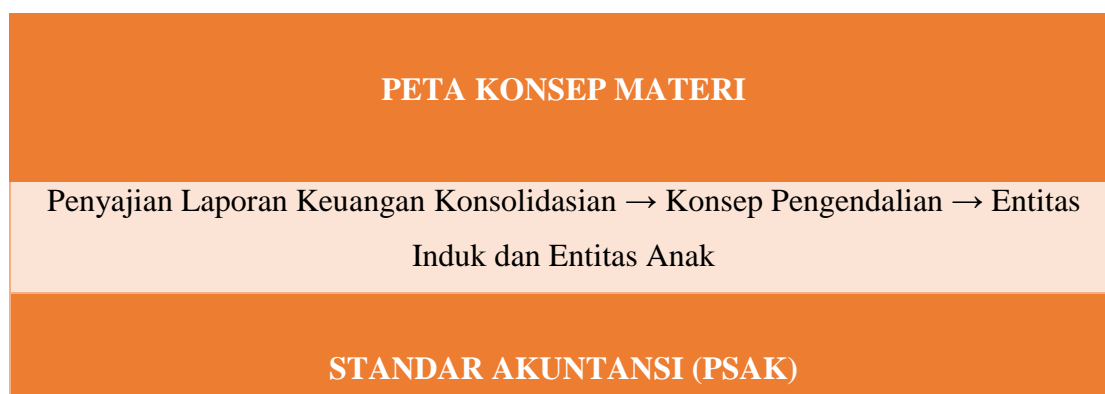 PETA KONSEP MATERI
Penyajian Laporan Keuangan Konsolidasian → Konsep Pengendalian → Entitas
Induk dan Entitas Anak
STANDAR AKUNTANSI (PSAK)